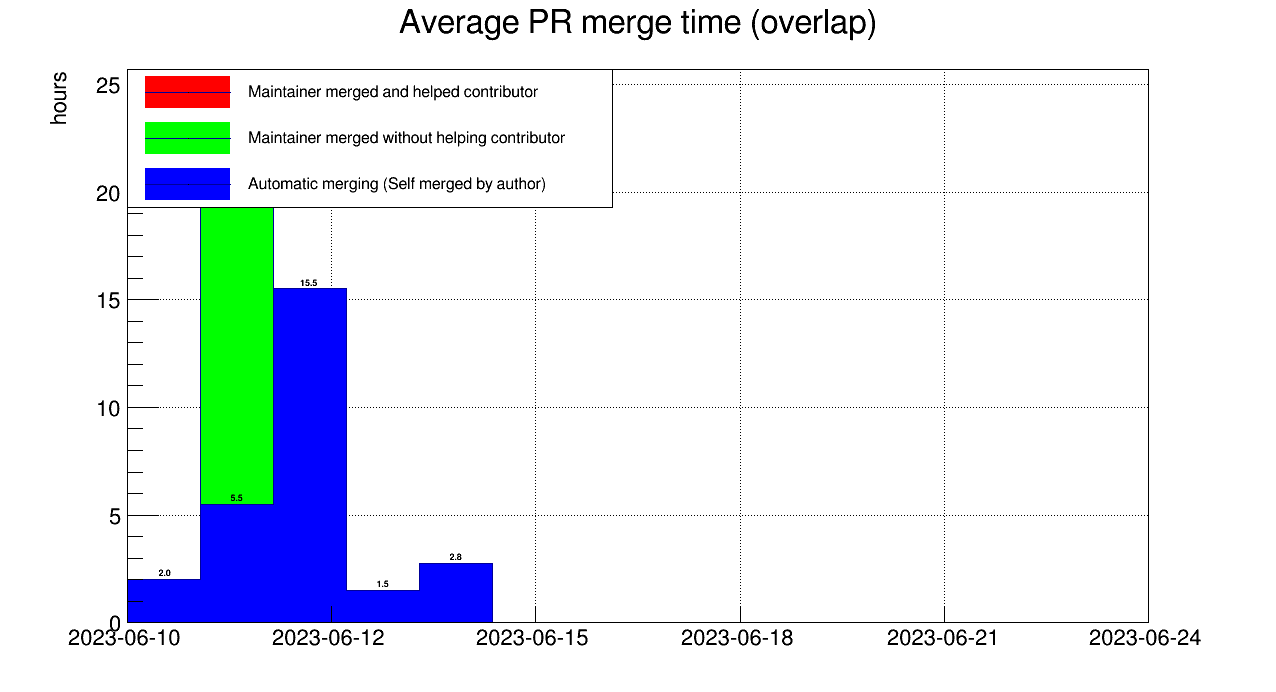 Average PR merge time (overlap)
hours
25
20
15
10
5
0
Maintainer merged and helped contributor
Maintainer merged without helping contributor
Automatic merging (Self merged by author)
2.0
5.5
15.5
1.5
2.8
2023-06-10 2023-06-12 2023-06-15 2023-06-18 2023-06-21 2023-06-24